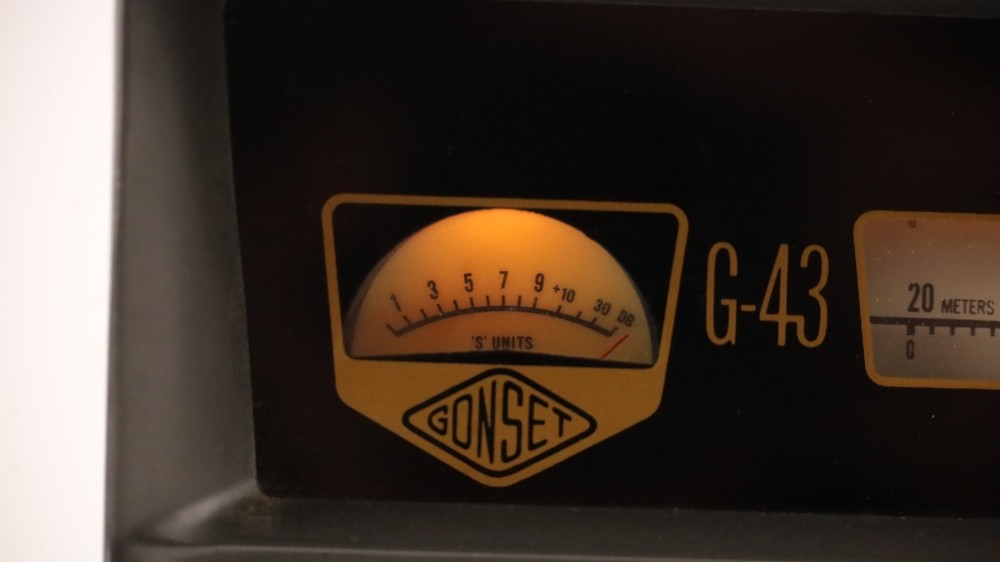 1 3 5 7 9 +10 30 DB
'S' UNITS
GONSET
G-43
20 METERS
0